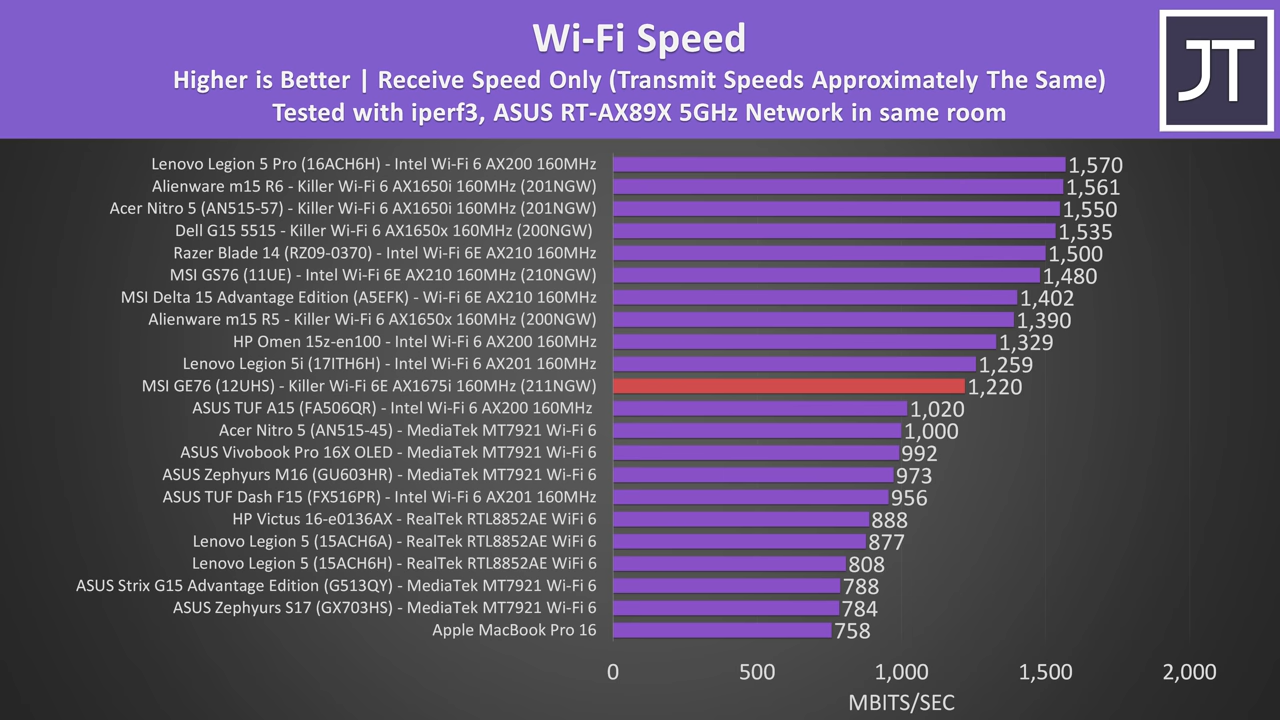 Wi-Fi Speed
Higher is Better | Receive Speed Only (Transmit Speeds Approximately The Same)
Tested with iperf3, ASUS RT-AX89X 5GHz Network in same room
JT
Lenovo Legion 5 Pro (16ACH6H) - Intel Wi-Fi 6 AX200 160MHz 1,570
Alienware m15 R6 - Killer Wi-Fi 6 AX1650i 160MHz (201NGW) 1,561
Acer Nitro 5 (AN515-57) - Killer Wi-Fi 6 AX1650i 160MHz (201NGW) 1,550
Dell G15 5515 - Killer Wi-Fi 6 AX1650x 160MHz (200NGW) 1,535
Razer Blade 14 (RZ09-0370) - Intel Wi-Fi 6E AX210 160MHz 1,500
MSI GS76 (11UE) - Intel Wi-Fi 6E AX210 160MHz (210NGW) 1,480
MSI Delta 15 Advantage Edition (A5EFK) - Wi-Fi 6E AX210 160MHz 1,402
Alienware m15 R5 - Killer Wi-Fi 6 AX1650x 160MHz (200NGW) 1,390
HP Omen 15z-en100 - Intel Wi-Fi 6 AX200 160MHz 1,329
Lenovo Legion 5i (17ITH6H) - Intel Wi-Fi 6 AX201 160MHz 1,259
MSI GE76 (12UHS) - Killer Wi-Fi 6E AX1675i 160MHz (211NGW) 1,220
ASUS TUF A15 (FA506QR) - Intel Wi-Fi 6 AX200 160MHz 1,020
Acer Nitro 5 (AN515-45) - MediaTek MT7921 Wi-Fi 6 1,000
ASUS Vivobook Pro 16X OLED - MediaTek MT7921 Wi-Fi 6 992
ASUS Zephyurs M16 (GU603HR) - MediaTek MT7921 Wi-Fi 6 973
ASUS TUF Dash F15 (FX516PR) - Intel Wi-Fi 6 AX201 160MHz 956
HP Victus 16-e0136AX - RealTek RTL8852AE WiFi 6 888
Lenovo Legion 5 (15ACH6A) - RealTek RTL8852AE WiFi 6 877
Lenovo Legion 5 (15ACH6H) - RealTek RTL8852AE WiFi 6 808
ASUS Strix G15 Advantage Edition (G513QY) - MediaTek MT7921 Wi-Fi 6 788
ASUS Zephyurs S17 (GX703HS) - MediaTek MT7921 Wi-Fi 6 784
Apple MacBook Pro 16 758
0 500 1,000 1,500 2,000
MBITS/SEC